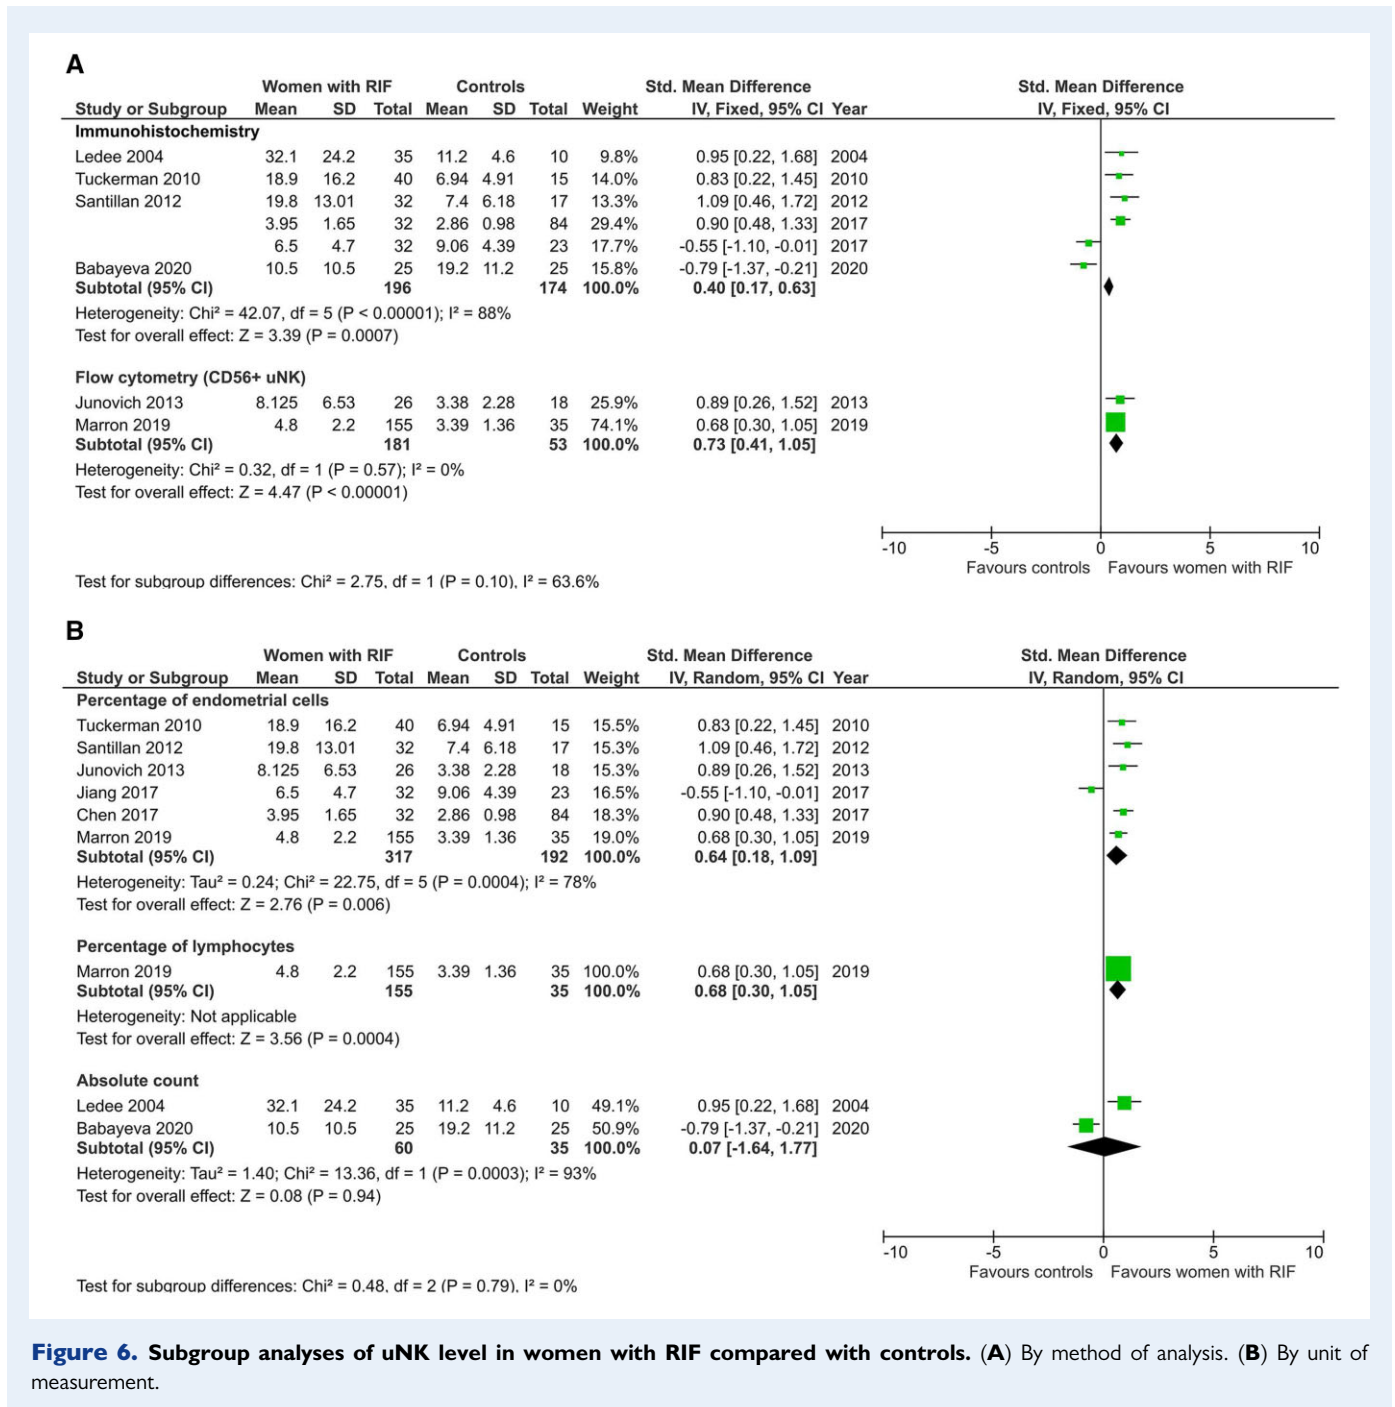 A
Women with RIF Controls Std. Mean Difference Std. Mean Difference
Study or Subgroup Mean SD Total Mean SD Total Weight IV, Fixed, 95% CI Year IV, Fixed, 95% CI
Immunohistochemistry
Ledee 2004 32.1 24.2 35 11.2 4.6 10 9.8% 0.95 [0.22, 1.68] 2004
Tuckerman 2010 18.9 16.2 40 6.94 4.91 15 14.0% 0.83 [0.22, 1.45] 2010
Santillan 2012 19.8 13.01 32 7.4 6.18 17 13.3% 1.09 [0.46, 1.72] 2012
3.95 1.65 32 2.86 0.98 84 29.4% 0.90 [0.48, 1.33] 2017
6.5 4.7 32 9.06 4.39 23 17.7% -0.55 [-1.10, -0.01] 2017
Babayeva 2020 10.5 10.5 25 19.2 11.2 25 15.8% -0.79 [-1.37, -0.21] 2020
Subtotal (95% CI) 196 174 100.0% 0.40 [0.17, 0.63]
Heterogeneity: Chi² = 42.07, df = 5 (P < 0.00001); I² = 88%
Test for overall effect: Z = 3.39 (P = 0.0007)
Flow cytometry (CD56+ uNK)
Junovich 2013 8.125 6.53 26 3.38 2.28 18 25.9% 0.89 [0.26, 1.52] 2013
Marron 2019 4.8 2.2 155 3.39 1.36 35 74.1% 0.68 [0.30, 1.05] 2019
Subtotal (95% CI) 181 53 100.0% 0.73 [0.41, 1.05]
Heterogeneity: Chi² = 0.32, df = 1 (P = 0.57); I² = 0%
Test for overall effect: Z = 4.47 (P < 0.00001)
-10 -5 0 5 10
Favours controls Favours women with RIF
Test for subgroup differences: Chi² = 2.75, df = 1 (P = 0.10), I² = 63.6%
B
Women with RIF Controls Std. Mean Difference Std. Mean Difference
Study or Subgroup Mean SD Total Mean SD Total Weight IV, Random, 95% CI Year IV, Random, 95% CI
Percentage of endometrial cells
Tuckerman 2010 18.9 16.2 40 6.94 4.91 15 15.5% 0.83 [0.22, 1.45] 2010
Santillan 2012 19.8 13.01 32 7.4 6.18 17 15.3% 1.09 [0.46, 1.72] 2012
Junovich 2013 8.125 6.53 26 3.38 2.28 18 15.3% 0.89 [0.26, 1.52] 2013
Jiang 2017 6.5 4.7 32 9.06 4.39 23 16.5% -0.55 [-1.10, -0.01] 2017
Chen 2017 3.95 1.65 32 2.86 0.98 84 18.3% 0.90 [0.48, 1.33] 2017
Marron 2019 4.8 2.2 155 3.39 1.36 35 19.0% 0.68 [0.30, 1.05] 2019
Subtotal (95% CI) 317 192 100.0% 0.64 [0.18, 1.09]
Heterogeneity: Tau² = 0.24; Chi² = 22.75, df = 5 (P = 0.0004); I² = 78%
Test for overall effect: Z = 2.76 (P = 0.006)
Percentage of lymphocytes
Marron 2019 4.8 2.2 155 3.39 1.36 35 100.0% 0.68 [0.30, 1.05] 2019
Subtotal (95% CI) 155 35 100.0% 0.68 [0.30, 1.05]
Heterogeneity: Not applicable
Test for overall effect: Z = 3.56 (P = 0.0004)
Absolute count
Ledee 2004 32.1 24.2 35 11.2 4.6 10 49.1% 0.95 [0.22, 1.68] 2004
Babayeva 2020 10.5 10.5 25 19.2 11.2 25 50.9% -0.79 [-1.37, -0.21] 2020
Subtotal (95% CI) 60 35 100.0% 0.07 [-1.64, 1.77]
Heterogeneity: Tau² = 1.40; Chi² = 13.36, df = 1 (P = 0.0003); I² = 93%
Test for overall effect: Z = 0.08 (P = 0.94)
-10 -5 0 5 10
Favours controls Favours women with RIF
Test for subgroup differences: Chi² = 0.48, df = 2 (P = 0.79), I² = 0%
Figure 6. Subgroup analyses of uNK level in women with RIF compared with controls. (A) By method of analysis. (B) By unit of
measurement.